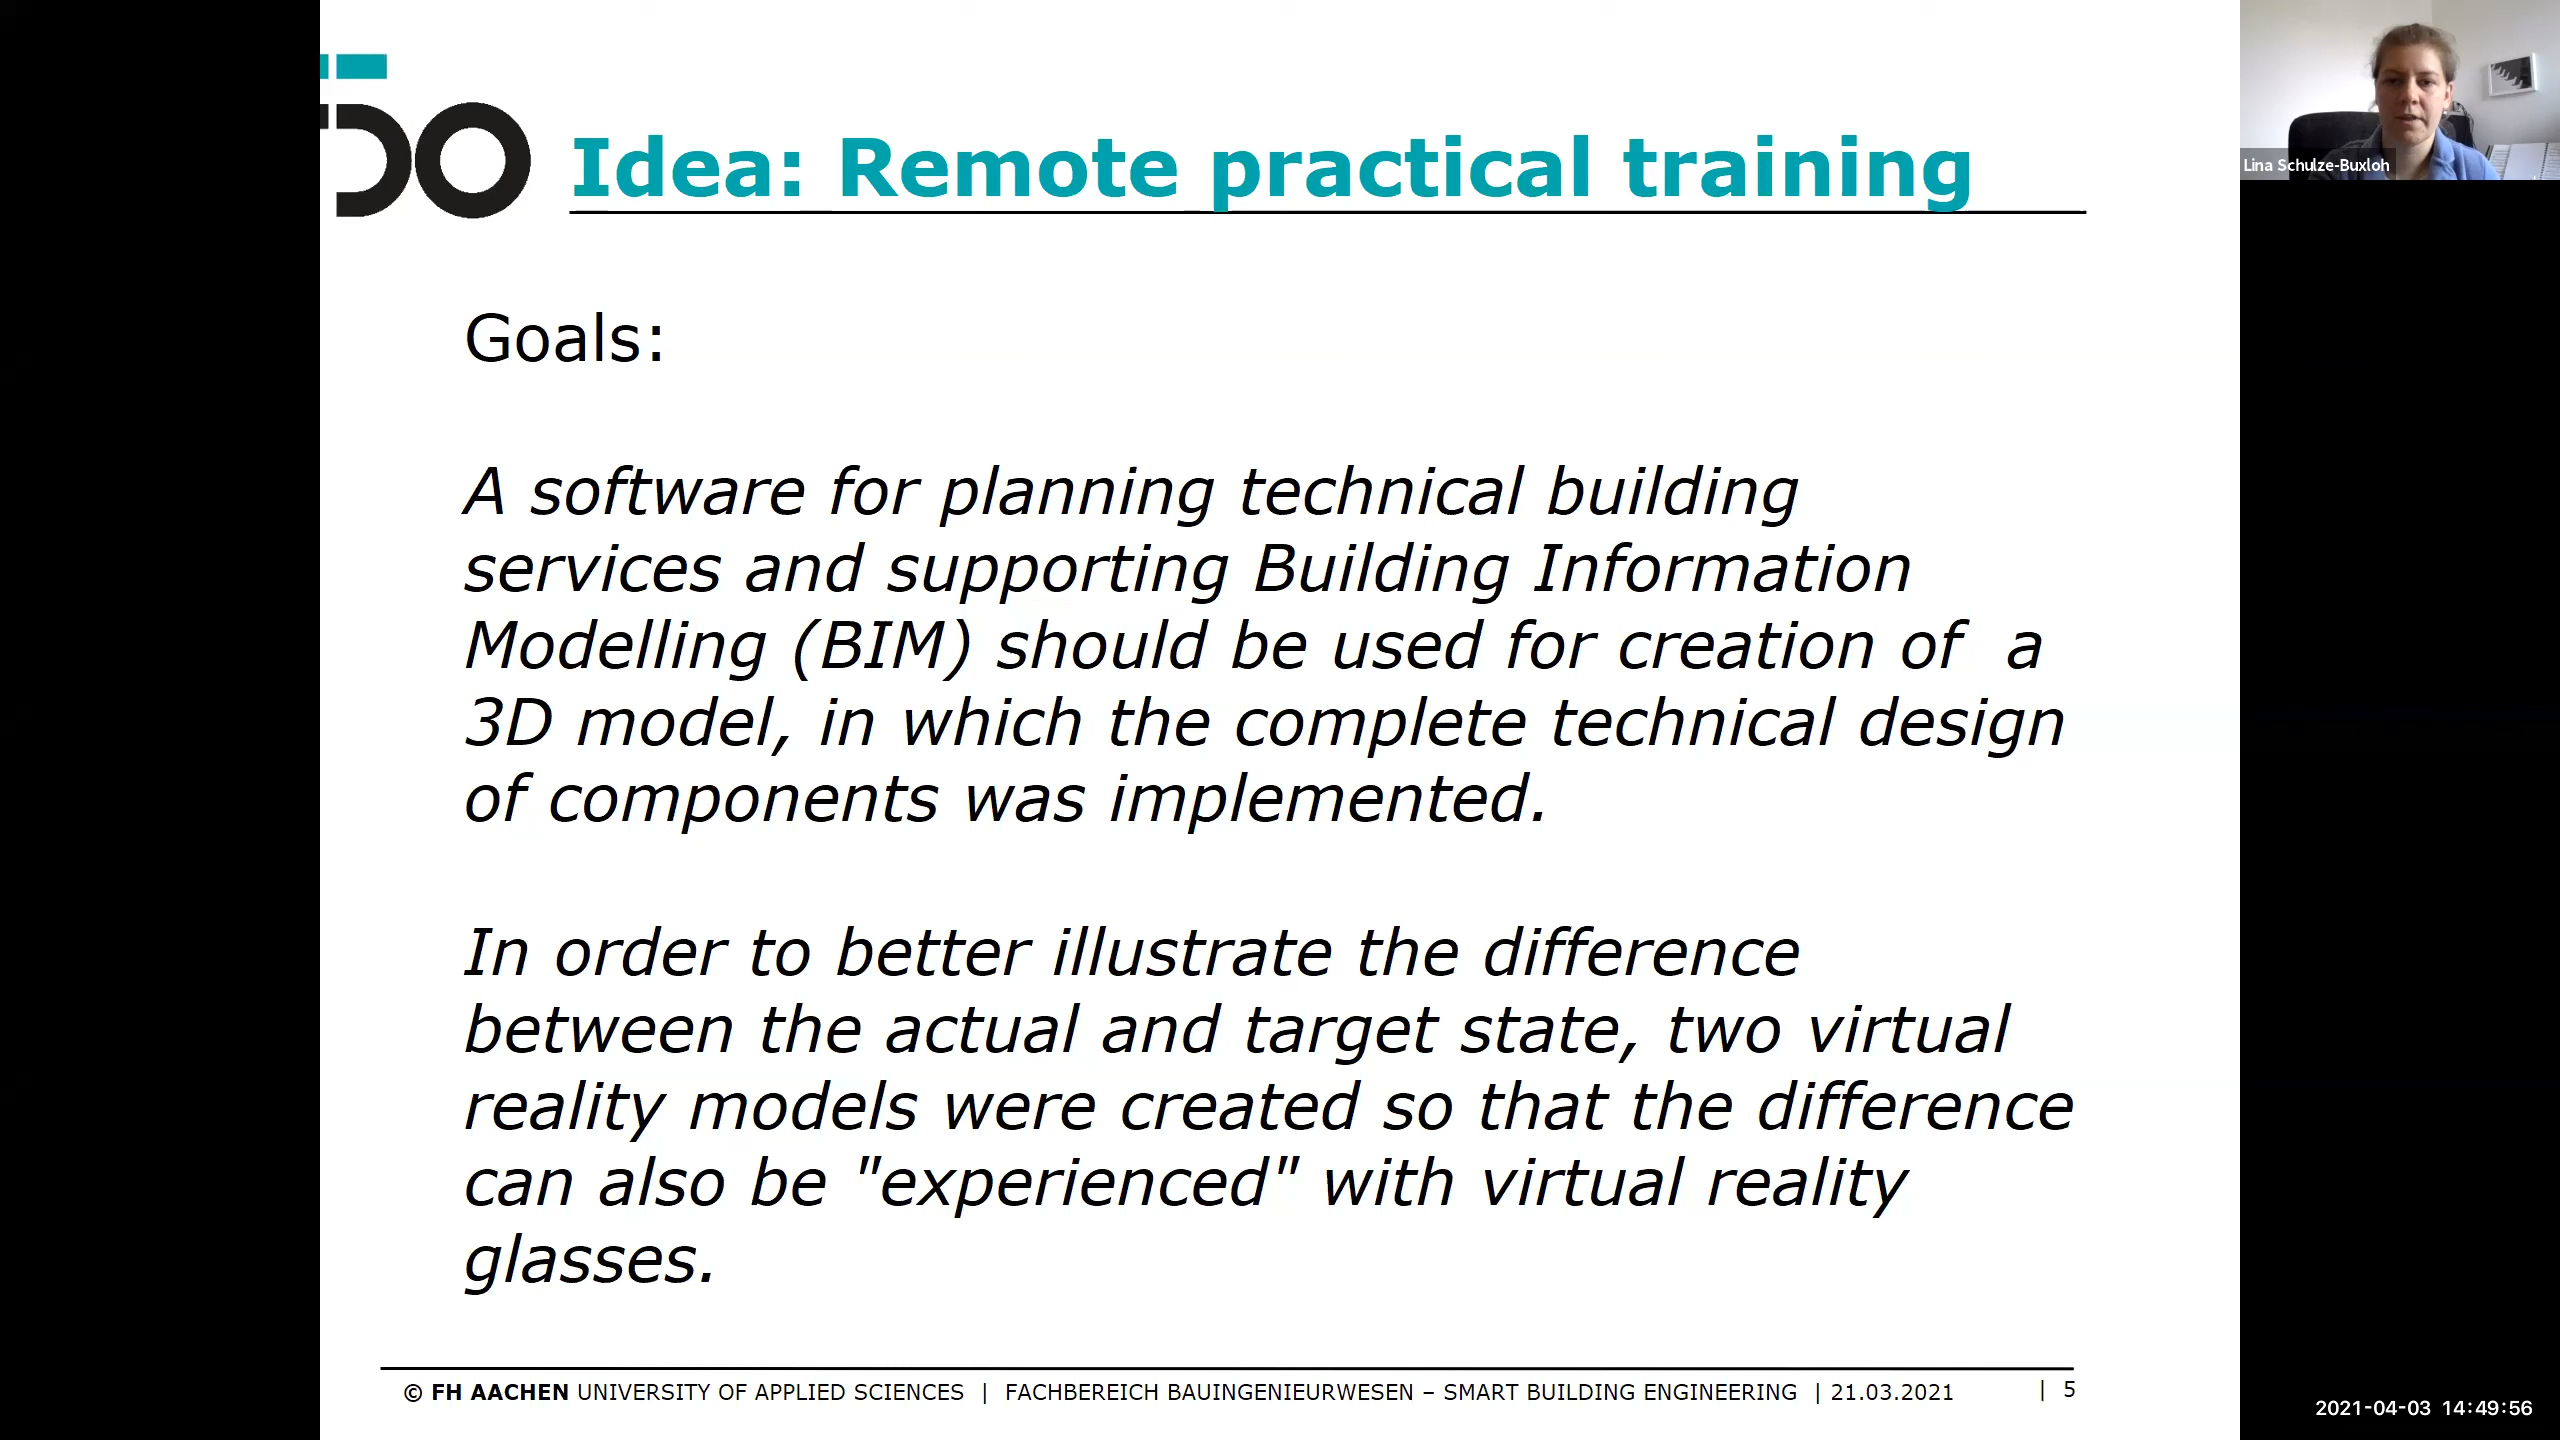 Idea: Remote practical training
Lina Schulze-Buxloh
Goals:
A software for planning technical building
services and supporting Building Information
Modelling (BIM) should be used for creation of  a
3D model, in which the complete technical design
of components was implemented.
In order to better illustrate the difference
between the actual and target state, two virtual
reality models were created so that the difference
can also be "experienced" with virtual reality
glasses.
© FH AACHEN UNIVERSITY OF APPLIED SCIENCES | FACHBEREICH BAUINGENIEURWESEN – SMART BUILDING ENGINEERING | 21.03.2021 | 5
2021-04-03 14:49:56